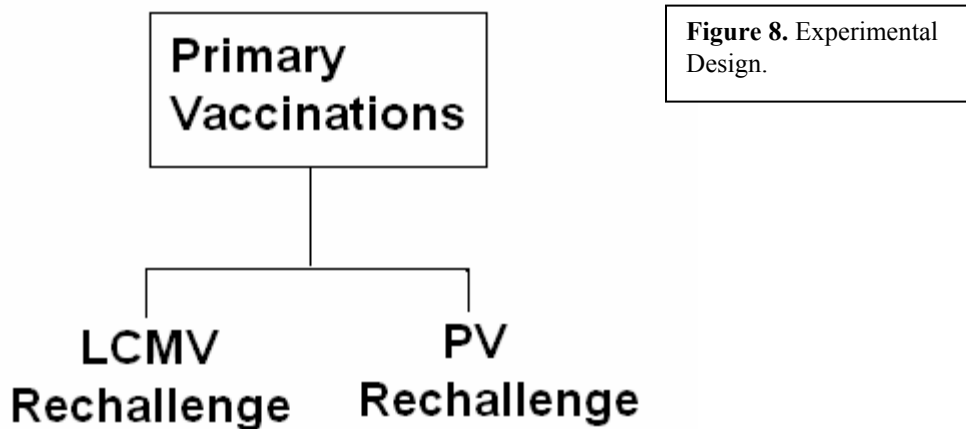 Primary
Vaccinations
Figure 8. Experimental
Design.
LCMV
Rechallenge
PV
Rechallenge